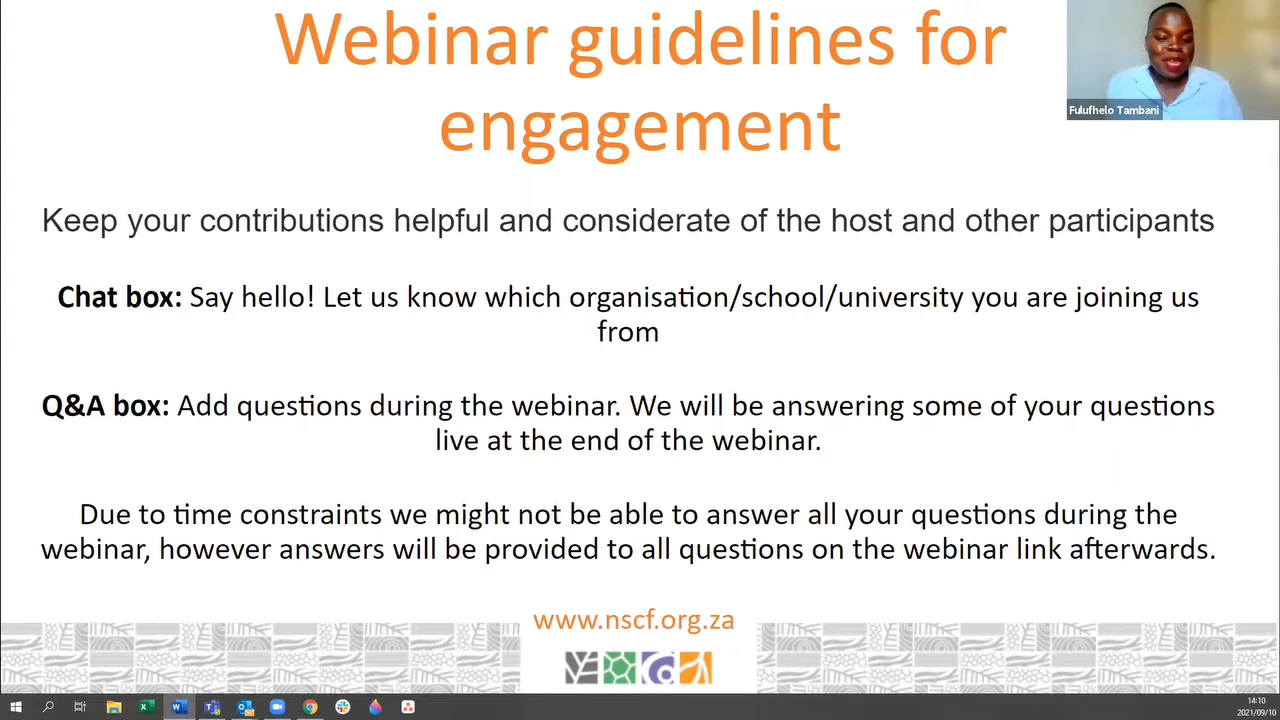 Webinar guidelines for
engagement
Fulufhelo Tambani
Keep your contributions helpful and considerate of the host and other participants
Chat box: Say hello! Let us know which organisation/school/university you are joining us
from
Q&A box: Add questions during the webinar. We will be answering some of your questions
live at the end of the webinar.
Due to time constraints we might not be able to answer all your questions during the
webinar, however answers will be provided to all questions on the webinar link afterwards.
www.nscf.org.za
14:10
2021/09/10